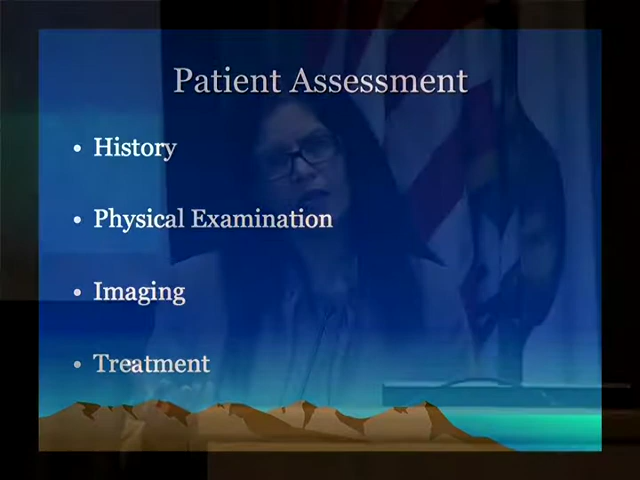 Patient Assessment
• History
• Physical Examination
• Imaging
• Treatment